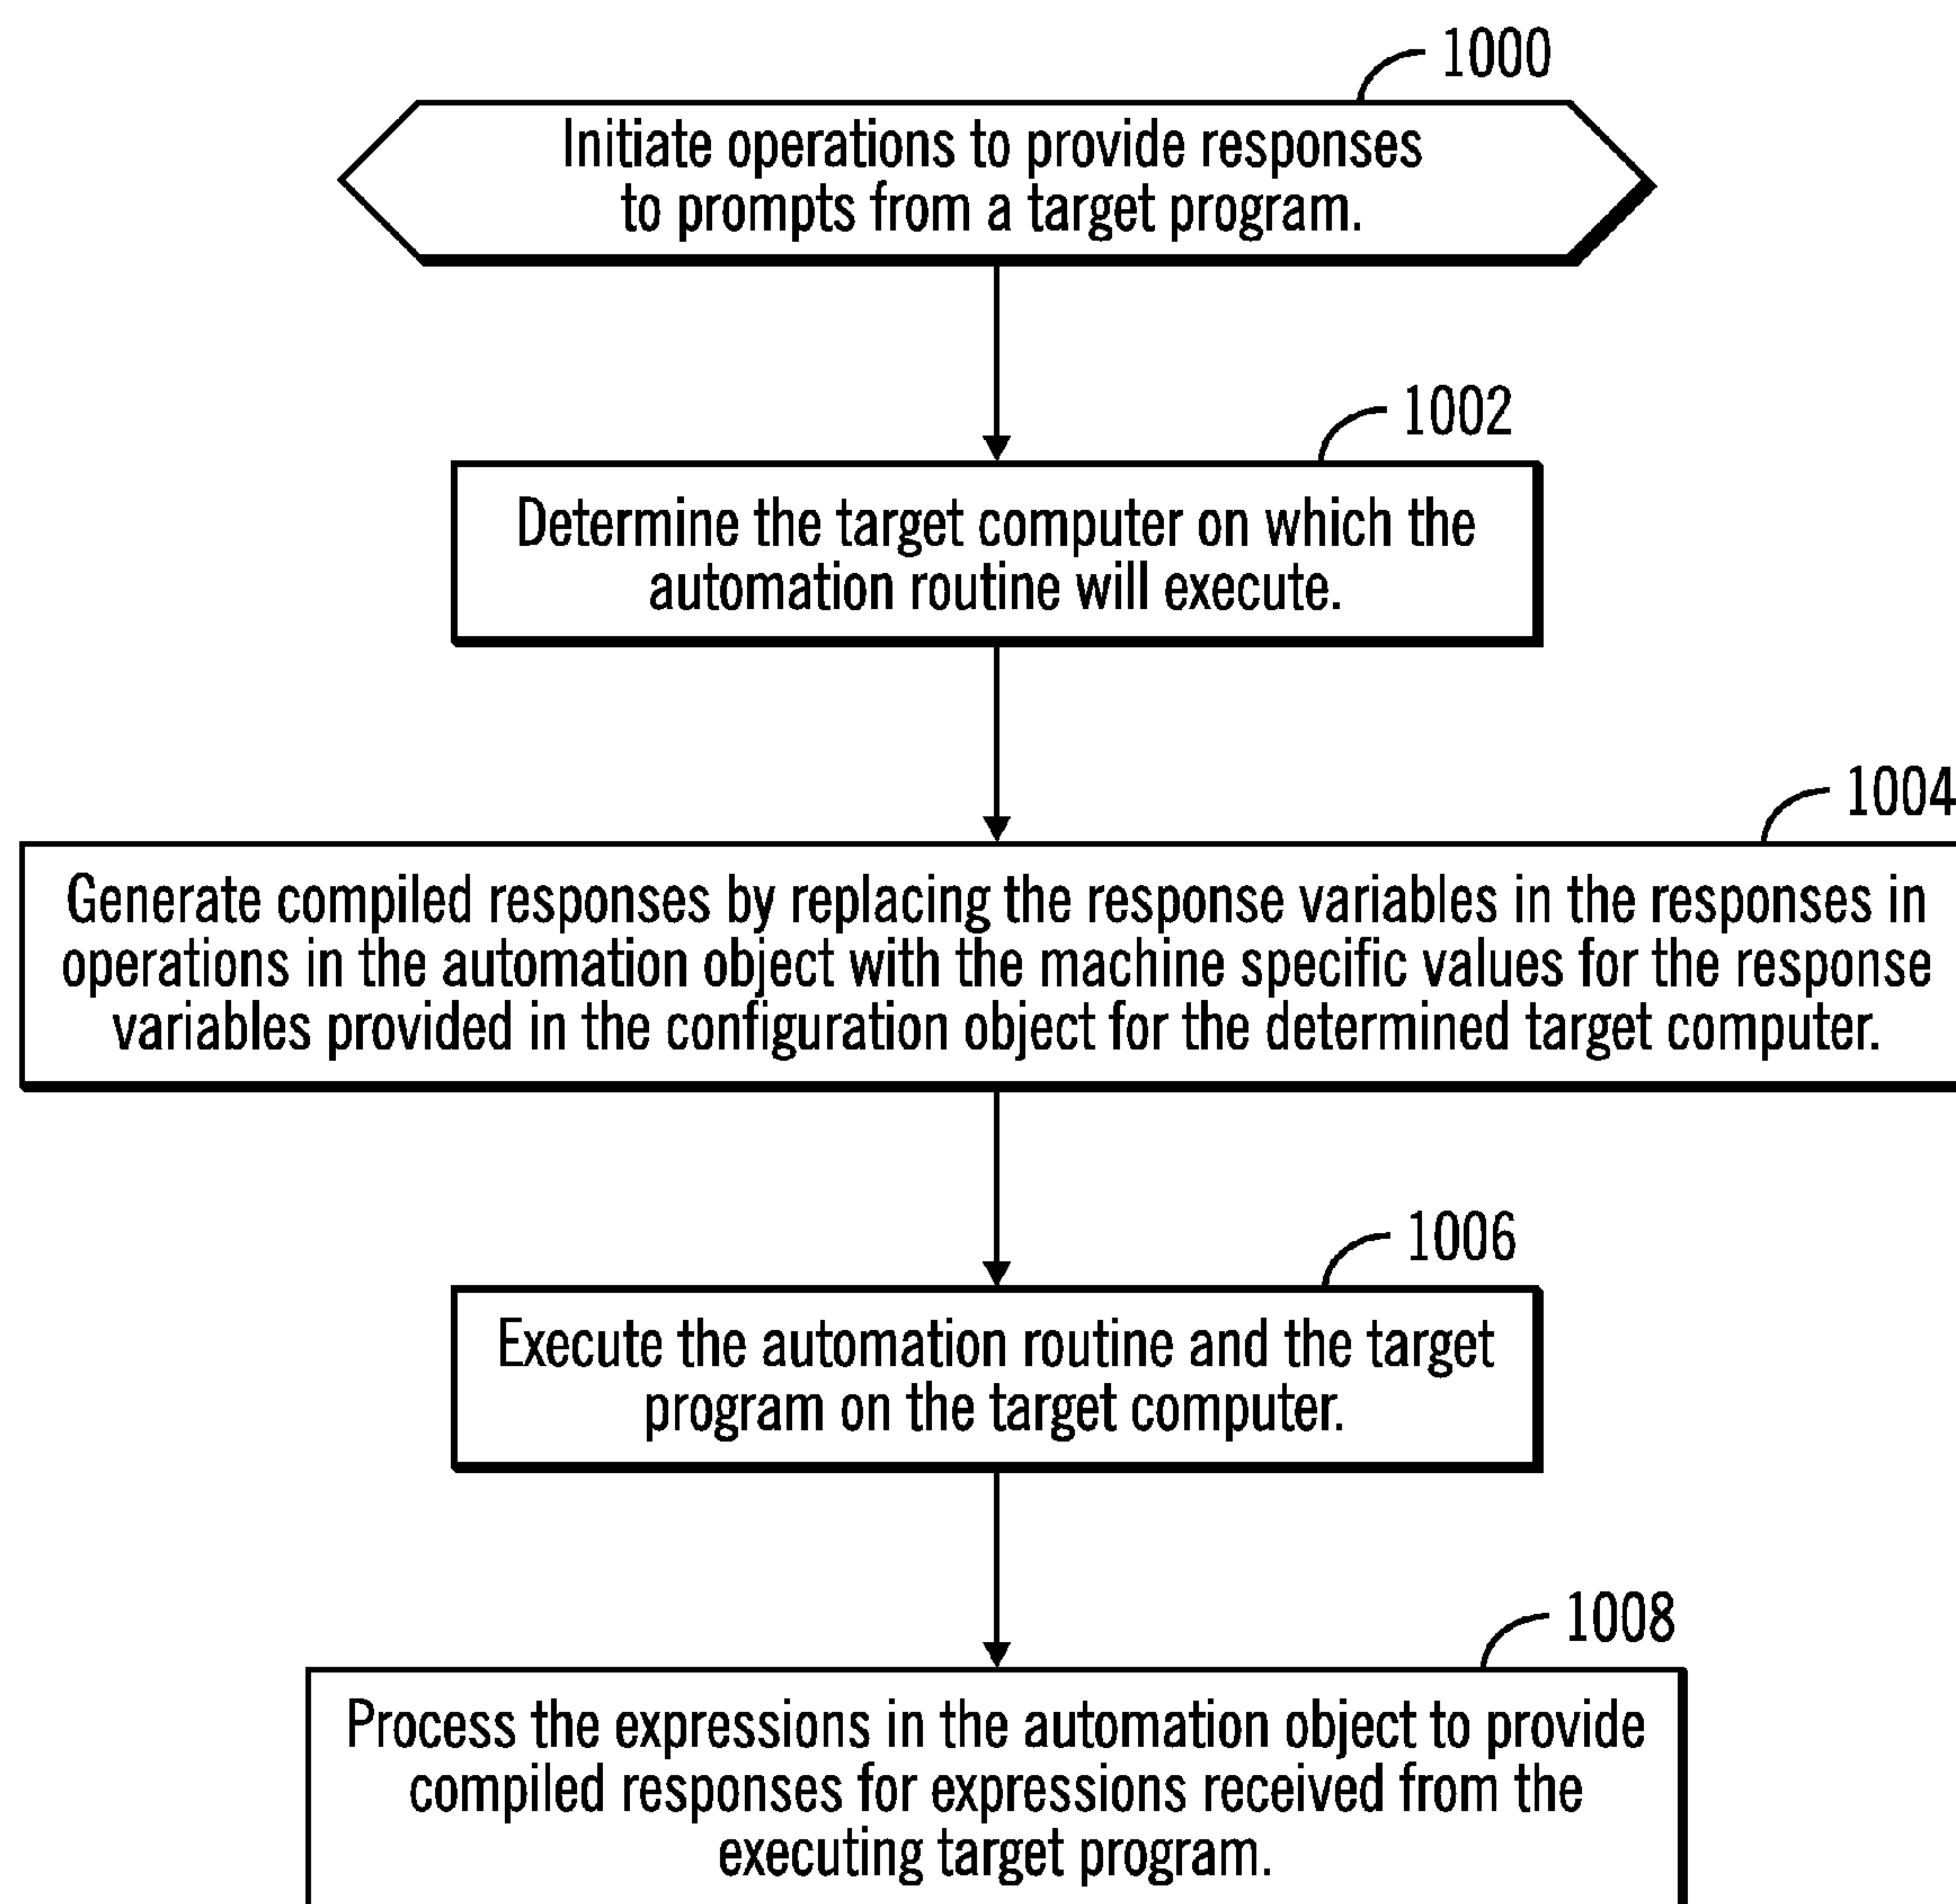 1000
Initiate operations to provide responses
to prompts from a target program.
1002
Determine the target computer on which the
automation routine will execute.
1004
Generate compiled responses by replacing the response variables in the responses in
operations in the automation object with the machine specific values for the response
variables provided in the configuration object for the determined target computer.
1006
Execute the automation routine and the target
program on the target computer.
1008
Process the expressions in the automation object to provide
compiled responses for expressions received from the
executing target program.